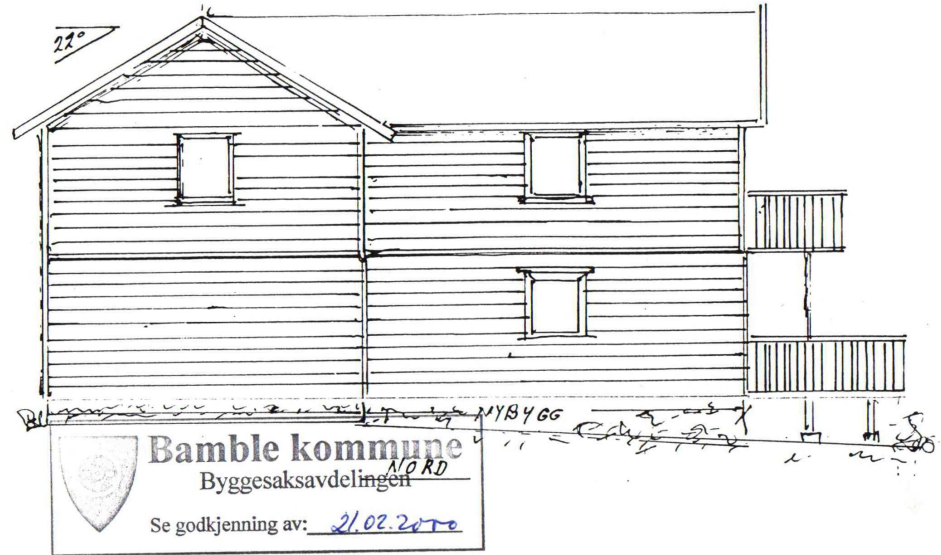 22°
NYBYGG
Bamble kommune
NORD
Byggesaksavdelingen
Se godkjenning av: 21.02.2000